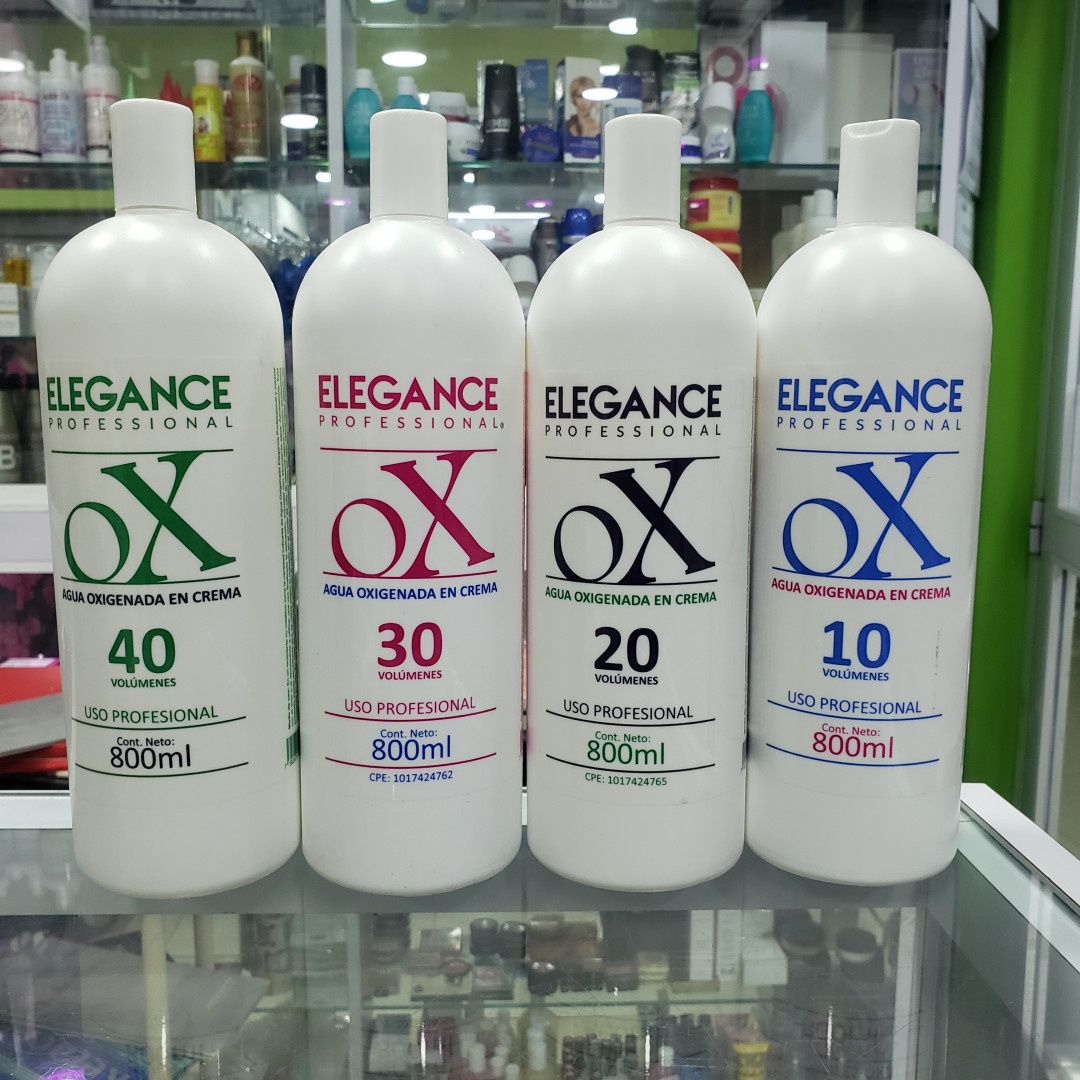 ELEGANCE
PROFESSIONAL
OX
AGUA OXIGENADA EN CREMA
40
VOLÚMENES
USO PROFESIONAL
Cont. Neto:
800ml
ELEGANCE
PROFESSIONAL®
OX
AGUA OXIGENADA EN CREMA
30
VOLÚMENES
USO PROFESIONAL
Cont. Neto:
800ml
CPE: 1017424762
ELEGANCE
PROFESSIONAL
OX
AGUA OXIGENADA EN CREMA
20
VOLÚMENES
USO PROFESIONAL
Cont. Neto:
800ml
CPE: 1017424765
ELEGANCE
PROFESSIONAL
OX
AGUA OXIGENADA EN CREMA
10
VOLÚMENES
USO PROFESIONAL
Cont. Neto:
800ml